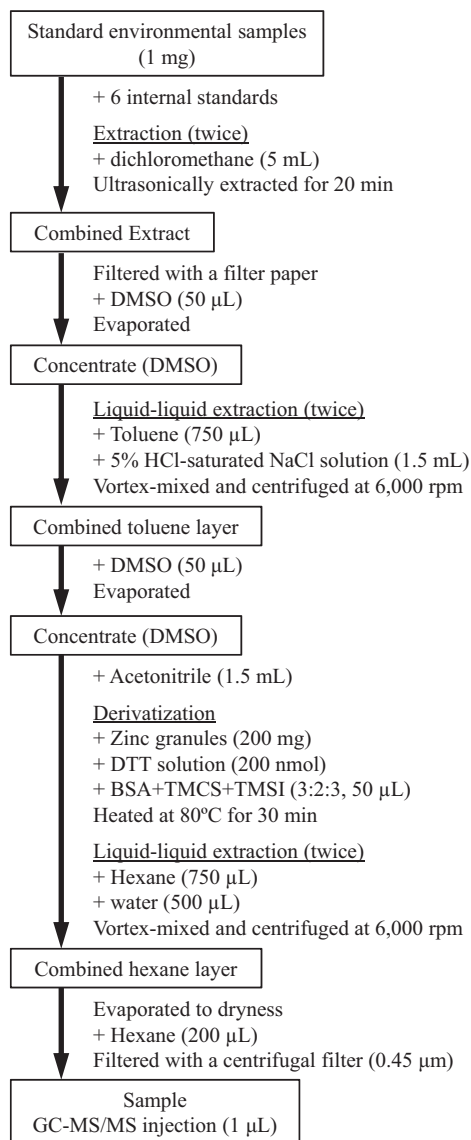 Standard environmental samples
(1 mg)
+ 6 internal standards
Extraction (twice)
+ dichloromethane (5 mL)
Ultrasonically extracted for 20 min
Combined Extract
Filtered with a filter paper
+ DMSO (50 µL)
Evaporated
Concentrate (DMSO)
Liquid-liquid extraction (twice)
+ Toluene (750 µL)
+ 5% HCl-saturated NaCl solution (1.5 mL)
Vortex-mixed and centrifuged at 6,000 rpm
Combined toluene layer
+ DMSO (50 µL)
Evaporated
Concentrate (DMSO)
+ Acetonitrile (1.5 mL)
Derivatization
+ Zinc granules (200 mg)
+ DTT solution (200 nmol)
+ BSA+TMCS+TMSI (3:2:3, 50 µL)
Heated at 80ºC for 30 min
Liquid-liquid extraction (twice)
+ Hexane (750 µL)
+ water (500 µL)
Vortex-mixed and centrifuged at 6,000 rpm
Combined hexane layer
Evaporated to dryness
+ Hexane (200 µL)
Filtered with a centrifugal filter (0.45 µm)
Sample
GC-MS/MS injection (1 µL)